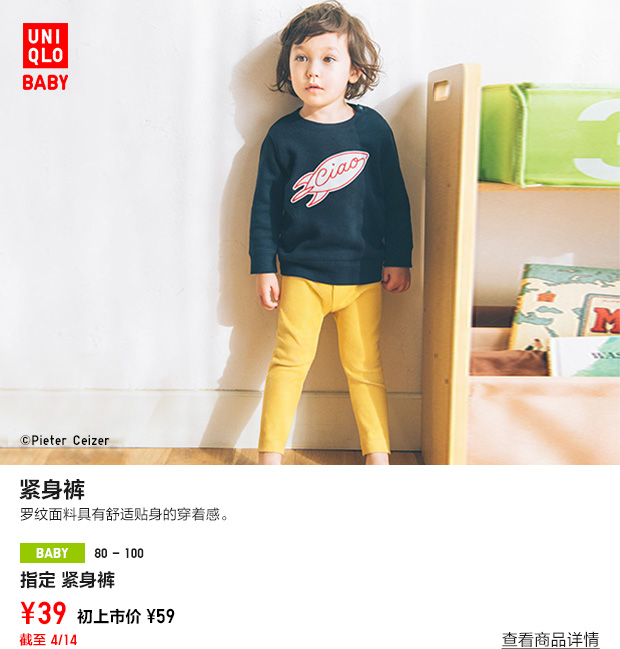 UNI
QLO
BABY
Ciao
3
M
WAS
©Pieter Ceizer
紧身裤
罗纹面料具有舒适贴身的穿着感。
BABY 80 – 100
指定 紧身裤
¥39 初上市价 ¥59
截至 4/14
查看商品详情